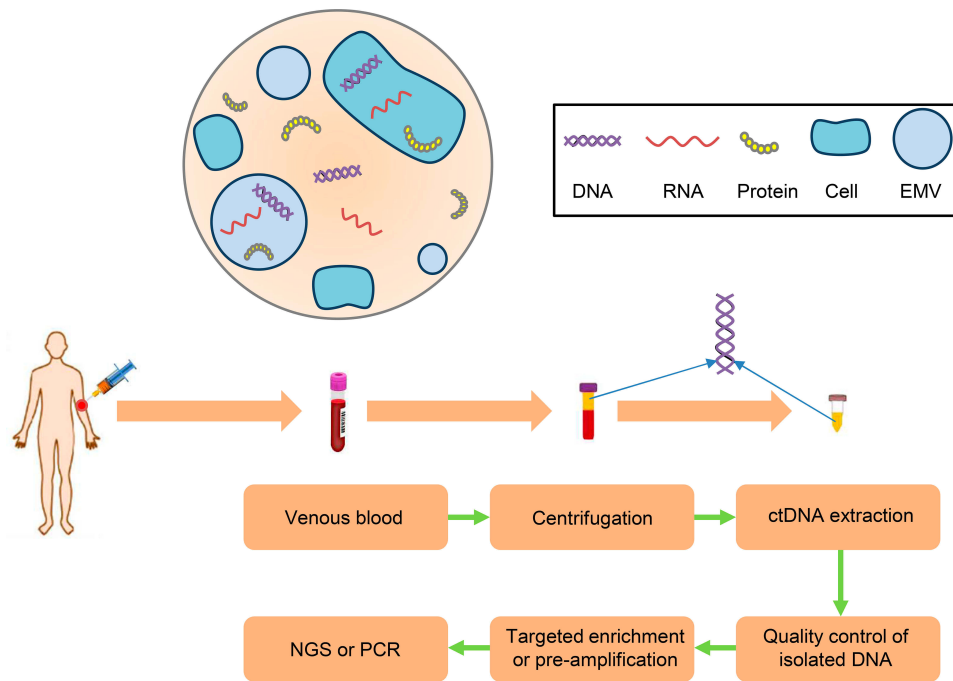 DNA
RNA
Protein
Cell
EMV
Venous blood
Centrifugation
ctDNA extraction
NGS or PCR
Targeted enrichment
or pre-amplification
Quality control of
isolated DNA